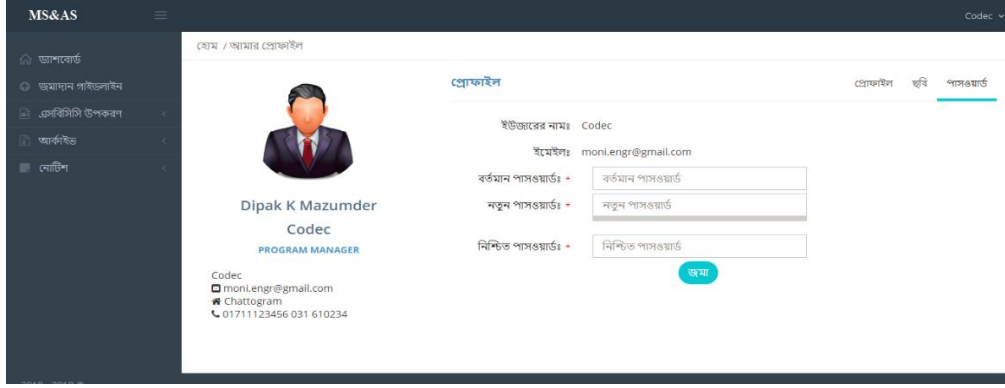 MS&AS
Codec
ড্যাশবোর্ড
জমাদান গাইডলাইন
এসবিসিসি উপকরণ
আর্কাইভ
নোটিশ
হোম / আমার প্রোফাইল
Dipak K Mazumder
Codec
PROGRAM MANAGER
Codec
moni.engr@gmail.com
Chattogram
01711123456 031 610234
প্রোফাইল
প্রোফাইল ছবি পাসওয়ার্ড
ইউজারের নামঃ Codec
ইমেইলঃ moni.engr@gmail.com
বর্তমান পাসওয়ার্ডঃ * বর্তমান পাসওয়ার্ড
নতুন পাসওয়ার্ডঃ * নতুন পাসওয়ার্ড
নিশ্চিত পাসওয়ার্ডঃ * নিশ্চিত পাসওয়ার্ড
জমা